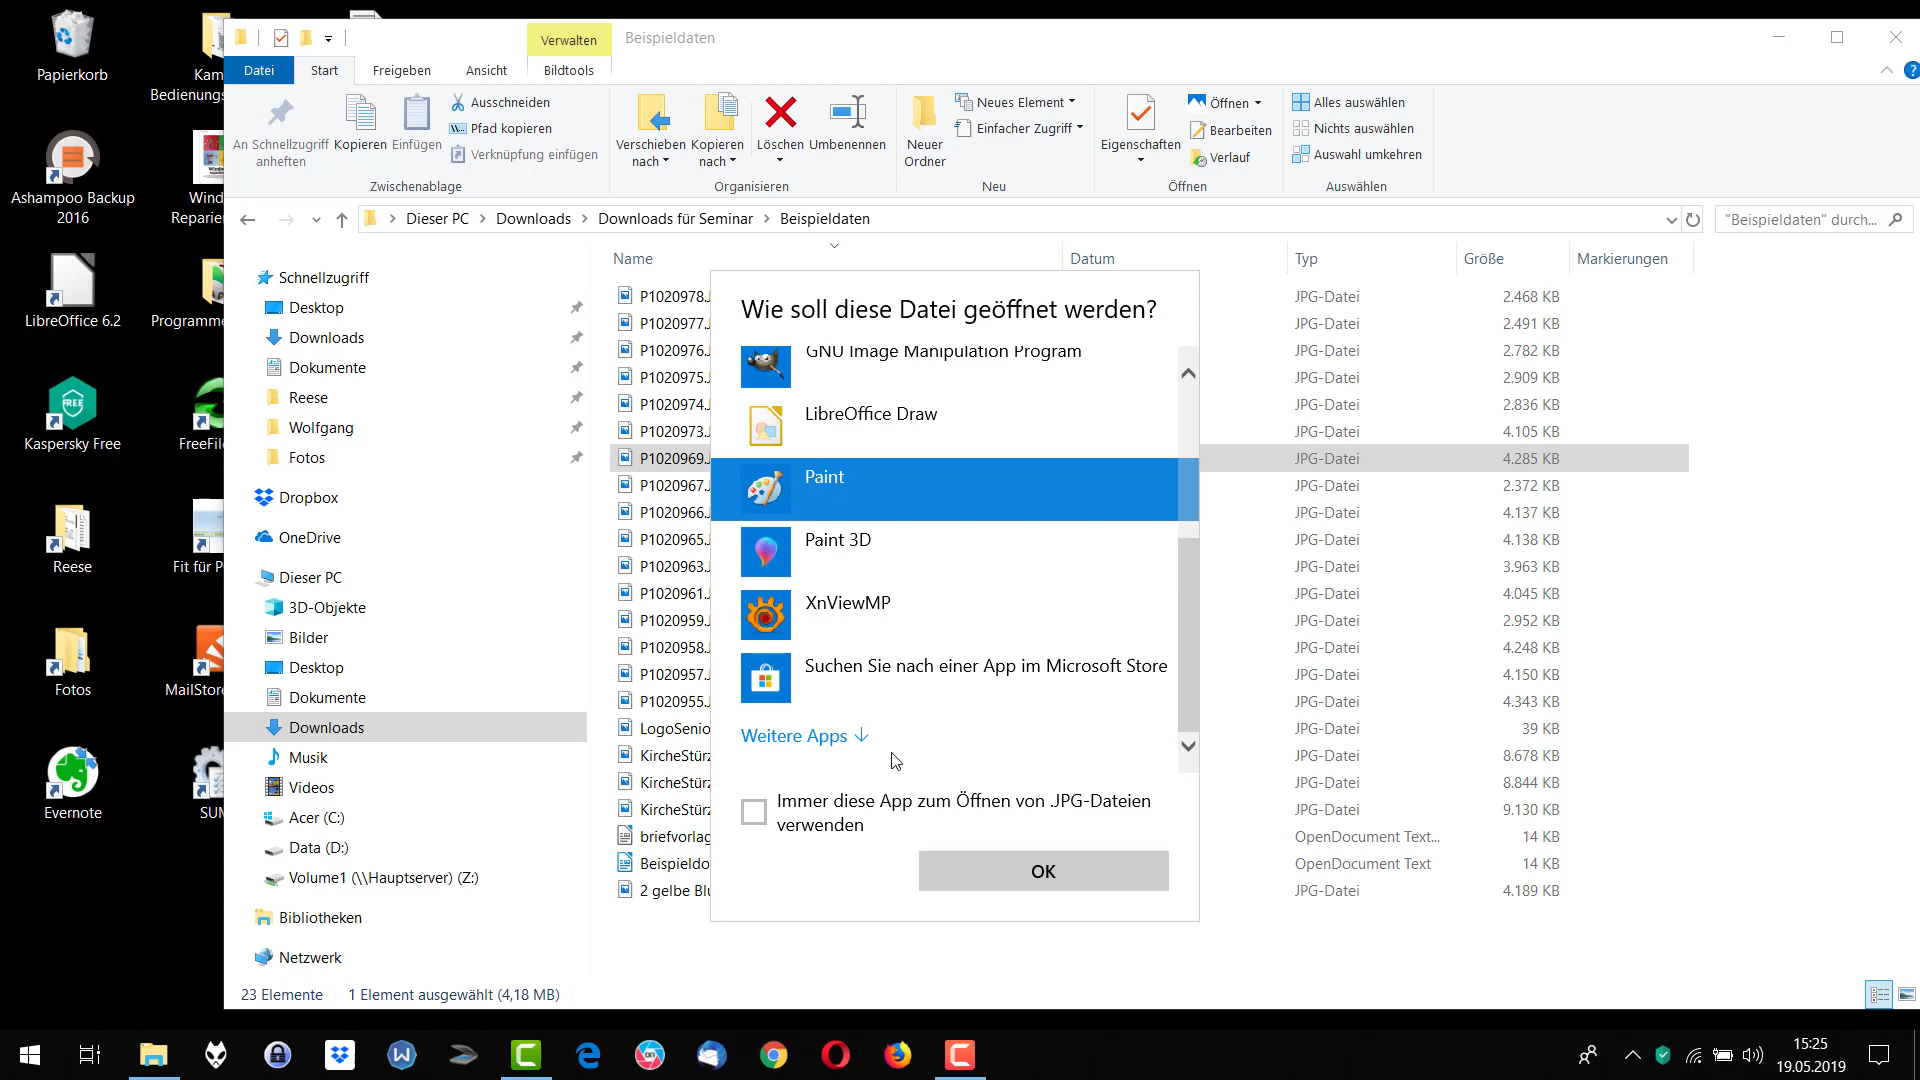 Papierkorb
Kam
Bedienungs
Ashampoo Backup
2016
Wind
Reparier
LibreOffice 6.2
Programme
Kaspersky Free
FREE
FreeFil
Reese
Fit für P
Fotos
MailStore
Evernote
SUM
Verwalten
Beispieldaten
Datei
Start
Freigeben
Ansicht
Bildtools
An Schnellzugriff
anheften
Kopieren
Einfügen
Ausschneiden
Pfad kopieren
Verknüpfung einfügen
Zwischenablage
Verschieben
nach
Kopieren
nach
Löschen
Umbenennen
Organisieren
Neuer
Ordner
Neues Element
Einfacher Zugriff
Neu
Eigenschaften
Öffnen
Bearbeiten
Verlauf
Öffnen
Alles auswählen
Nichts auswählen
Auswahl umkehren
Auswählen
Dieser PC
Downloads
Downloads für Seminar
Beispieldaten
"Beispieldaten" durch...
Schnellzugriff
Desktop
Downloads
Dokumente
Reese
Wolfgang
Fotos
Dropbox
OneDrive
Dieser PC
3D-Objekte
Bilder
Desktop
Dokumente
Downloads
Musik
Videos
Acer (C:)
Data (D:)
Volume1 (\\Hauptserver) (Z:)
Bibliotheken
Netzwerk
Name Datum Typ Größe Markierungen
P1020978.J JPG-Datei 2.468 KB
P1020977.J JPG-Datei 2.491 KB
P1020976.J JPG-Datei 2.782 KB
P1020975.J JPG-Datei 2.909 KB
P1020974.J JPG-Datei 2.836 KB
P1020973.J JPG-Datei 4.105 KB
P1020969.J JPG-Datei 4.285 KB
P1020967.J JPG-Datei 2.372 KB
P1020966.J JPG-Datei 4.137 KB
P1020965.J JPG-Datei 4.138 KB
P1020963.J JPG-Datei 3.963 KB
P1020961.J JPG-Datei 4.045 KB
P1020959.J JPG-Datei 2.952 KB
P1020958.J JPG-Datei 4.248 KB
P1020957.J JPG-Datei 4.150 KB
P1020955.J JPG-Datei 4.343 KB
LogoSenio JPG-Datei 39 KB
KircheStürz JPG-Datei 8.678 KB
KircheStürz JPG-Datei 8.844 KB
KircheStürz JPG-Datei 9.130 KB
briefvorlag OpenDocument Text... 14 KB
Beispieldo OpenDocument Text 14 KB
2 gelbe Blu JPG-Datei 4.189 KB
Wie soll diese Datei geöffnet werden?
GNU Image Manipulation Program
LibreOffice Draw
Paint
Paint 3D
XnViewMP
Suchen Sie nach einer App im Microsoft Store
Weitere Apps
Immer diese App zum Öffnen von .JPG-Dateien
verwenden
OK
23 Elemente
1 Element ausgewählt (4,18 MB)
15:25
19.05.2019